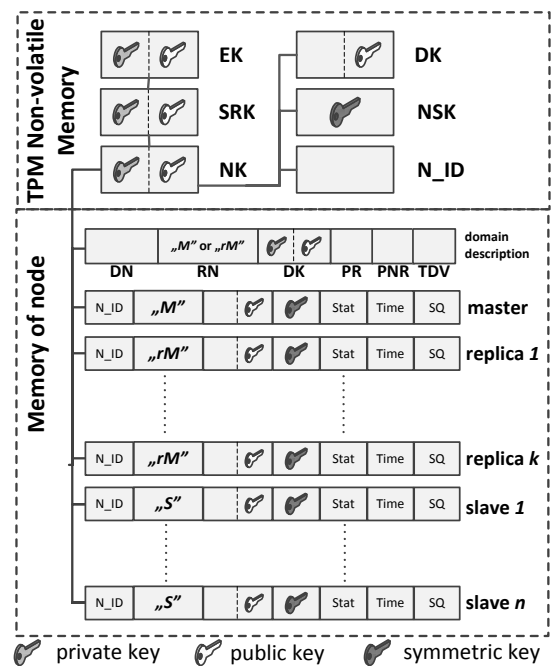 TPM Non-volatile
Memory
EK
DK
SRK
NSK
NK
N_ID
Memory of node
„M” or „rM”
domain
description
DN RN DK PR PNR TDV
N_ID „M” Stat Time SQ master
N_ID „rM” Stat Time SQ replica 1
N_ID „rM” Stat Time SQ replica k
N_ID „S” Stat Time SQ slave 1
N_ID „S” Stat Time SQ slave n
private key public key symmetric key